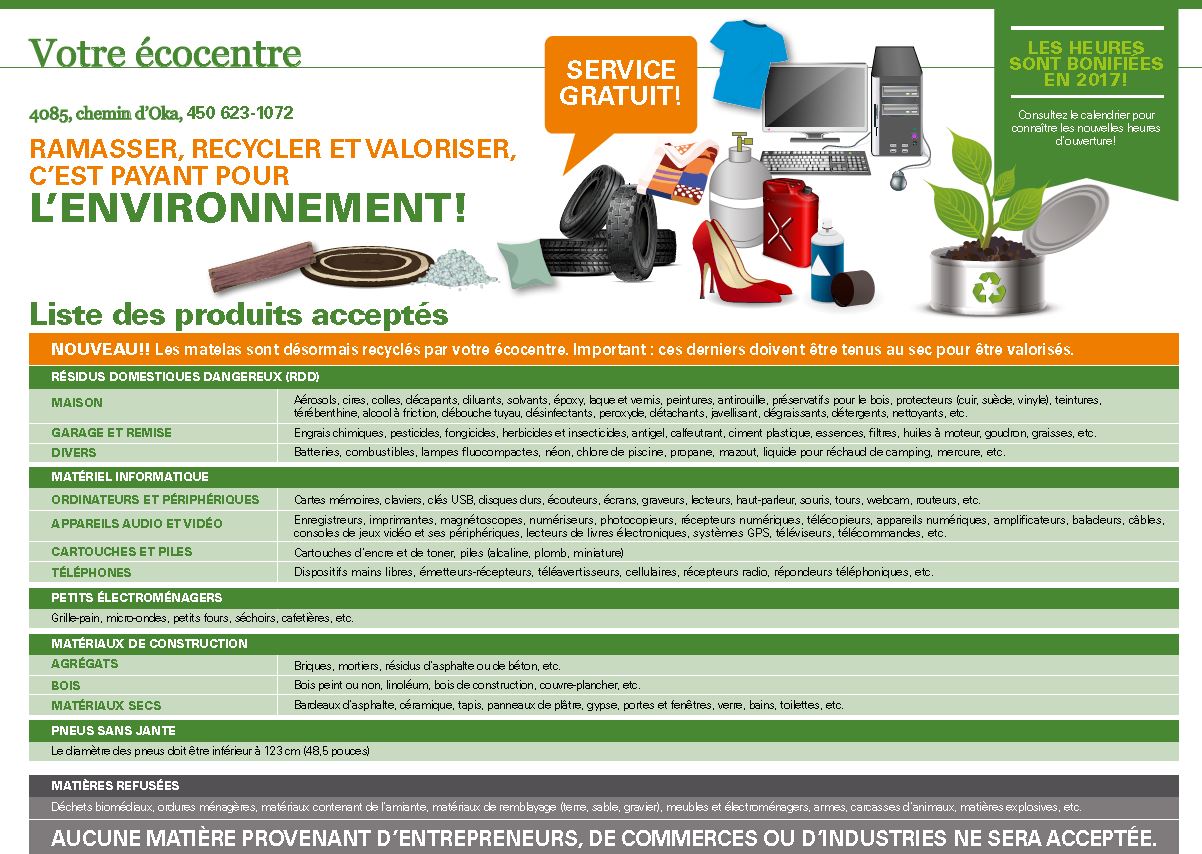 Votre écocentre
4085, chemin d'Oka, 450 623-1072
RAMASSER, RECYCLER ET VALORISER,
C'EST PAYANT POUR
L'ENVIRONNEMENT!
SERVICE
GRATUIT!
LES HEURES
SONT BONIFIÉES
EN 2017!
Consultez le calendrier pour
connaître les nouvelles heures
d'ouverture!
Liste des produits acceptés
NOUVEAU!! Les matelas sont désormais recyclés par votre écocentre. Important : ces derniers doivent être tenus au sec pour être valorisés.
RÉSIDUS DOMESTIQUES DANGEREUX (RDD)
MAISON
Aérosols, cires, colles, décapants, diluants, solvants, époxy, laque et vernis, peintures, antirouille, préservatifs pour le bois, protecteurs (cuir, suède, vinyle), teintures,
térébenthine, alcool à friction, débouche tuyau, désinfectants, peroxyde, détachants, javellisant, dégraissants, détergents, nettoyants, etc.
GARAGE ET REMISE
Engrais chimiques, pesticides, fongicides, herbicides et insecticides, antigel, calfeutrant, ciment plastique, essences, filtres, huiles à moteur, goudron, graisses, etc.
DIVERS
Batteries, combustibles, lampes fluocompactes, néon, chlore de piscine, propane, mazout, liquide pour réchaud de camping, mercure, etc.
MATÉRIEL INFORMATIQUE
ORDINATEURS ET PÉRIPHÉRIQUES
Cartes mémoires, claviers, clés USB, disques durs, écouteurs, écrans, graveurs, lecteurs, haut-parleur, souris, tours, webcam, routeurs, etc.
APPAREILS AUDIO ET VIDÉO
Enregistreurs, imprimantes, magnétoscopes, numériseurs, photocopieurs, récepteurs numériques, télécopieurs, appareils numériques, amplificateurs, baladeurs, câbles,
consoles de jeux vidéo et ses périphériques, lecteurs de livres électroniques, systèmes GPS, téléviseurs, télécommandes, etc.
CARTOUCHES ET PILES
Cartouches d'encre et de toner, piles (alcaline, plomb, miniature)
TÉLÉPHONES
Dispositifs mains libres, émetteurs-récepteurs, téléavertisseurs, cellulaires, récepteurs radio, répondeurs téléphoniques, etc.
PETITS ÉLECTROMÉNAGERS
Grille-pain, micro-ondes, petits fours, séchoirs, cafetières, etc.
MATÉRIAUX DE CONSTRUCTION
AGRÉGATS
Briques, mortiers, résidus d'asphalte ou de béton, etc.
BOIS
Bois peint ou non, linoléum, bois de construction, couvre-plancher, etc.
MATÉRIAUX SECS
Bardeaux d'asphalte, céramique, tapis, panneaux de plâtre, gypse, portes et fenêtres, verre, bains, toilettes, etc.
PNEUS SANS JANTE
Le diamètre des pneus doit être inférieur à 123 cm (48,5 pouces)
MATIÈRES REFUSÉES
Déchets biomédiaux, ordures ménagères, matériaux contenant de l'amiante, matériaux de remblayage (terre, sable, gravier), meubles et électroménagers, armes, carcasses d'animaux, matières explosives, etc.
AUCUNE MATIÈRE PROVENANT D'ENTREPRENEURS, DE COMMERCES OU D'INDUSTRIES NE SERA ACCEPTÉE.